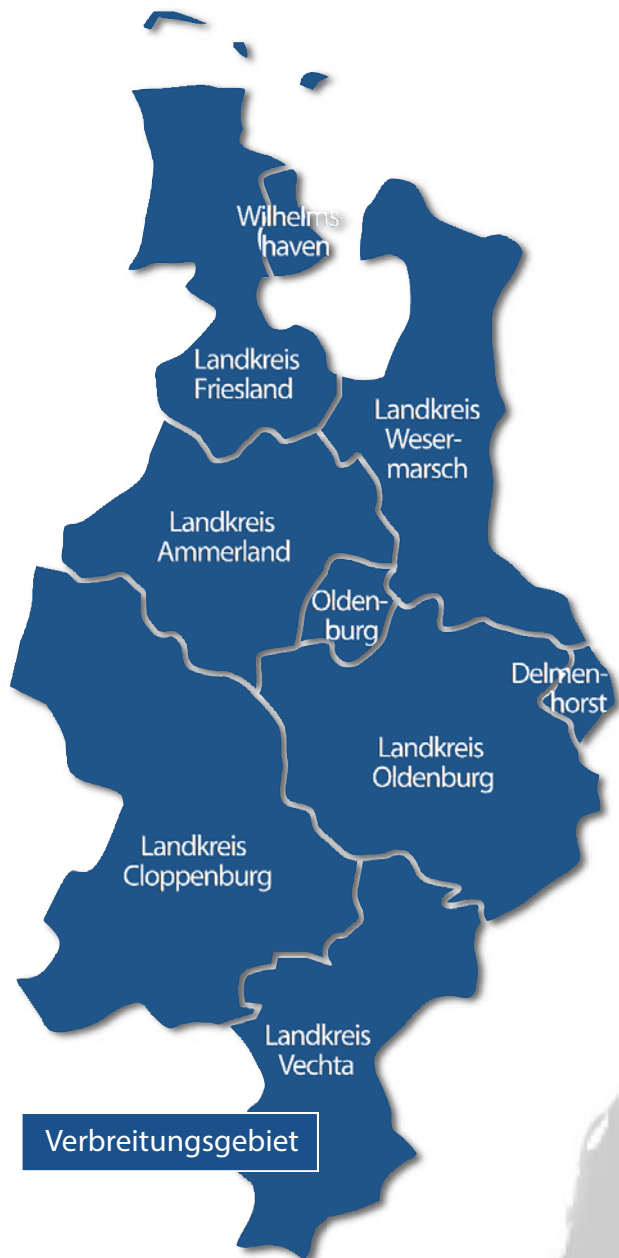 Wilhelms-
haven
Landkreis
Friesland
Landkreis
Weser-
marsch
Landkreis
Ammerland
Olden-
burg
Delmen-
horst
Landkreis
Oldenburg
Landkreis
Cloppenburg
Landkreis
Vechta
Verbreitungsgebiet